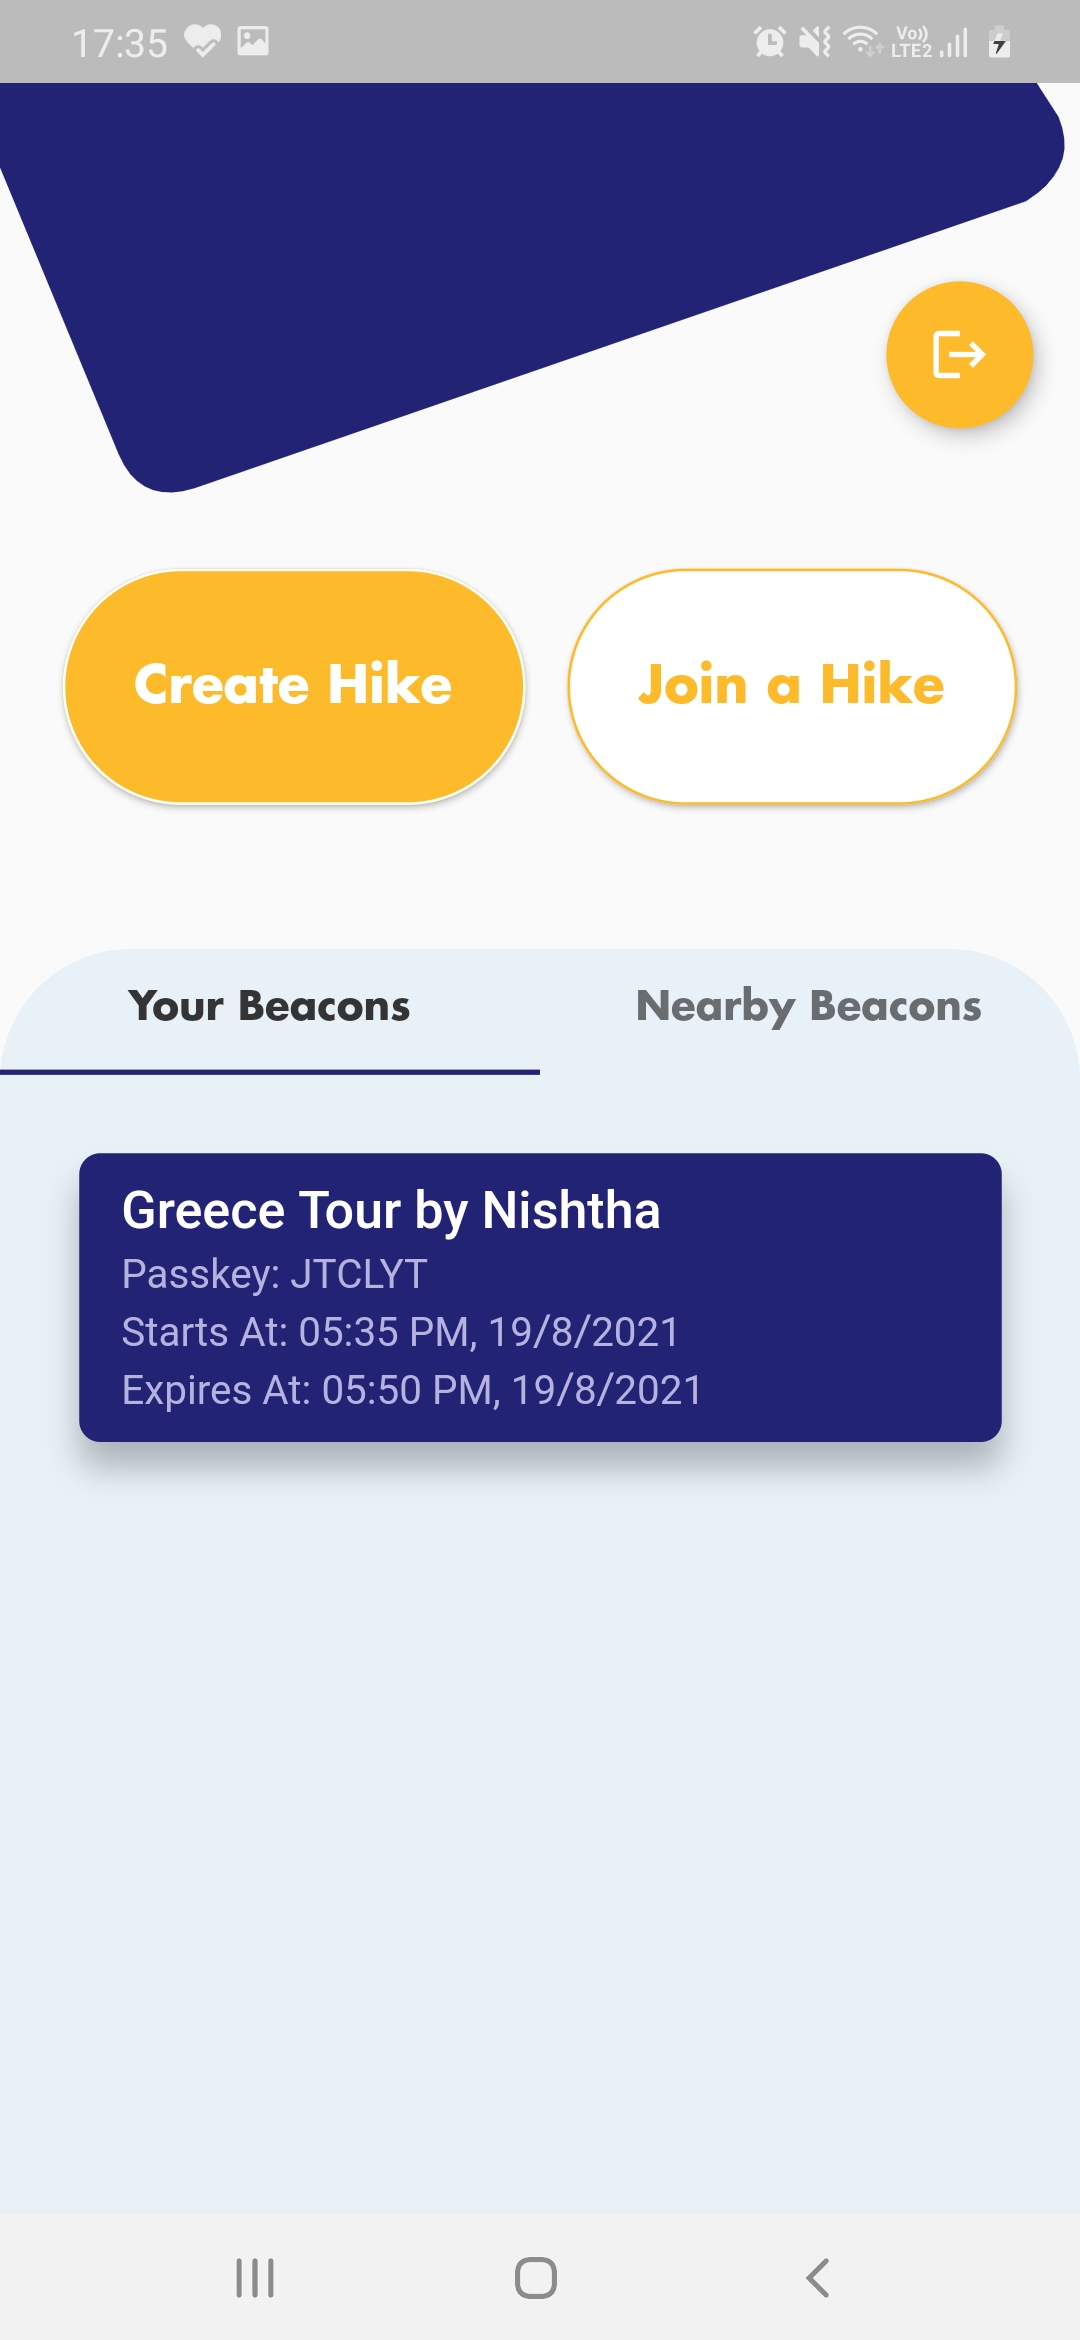 17:35
Vo)) LTE2
Create Hike
Join a Hike
Your Beacons
Nearby Beacons
Greece Tour by Nishtha
Passkey: JTCLYT
Starts At: 05:35 PM, 19/8/2021
Expires At: 05:50 PM, 19/8/2021